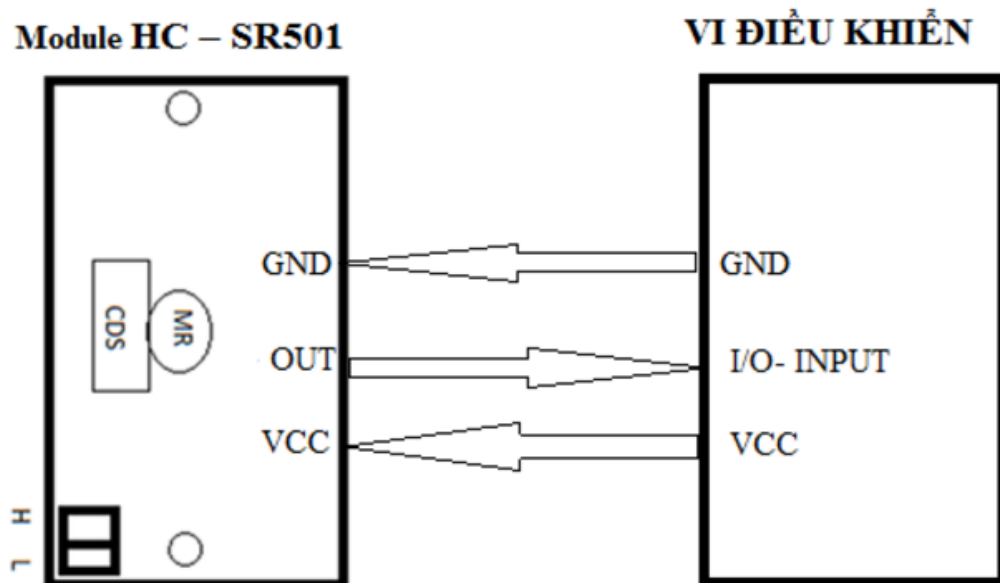 Module HC – SR501
VI ĐIỀU KHIỂN
GND
GND
CDS
MR
OUT
I/O- INPUT
VCC
VCC
H
L